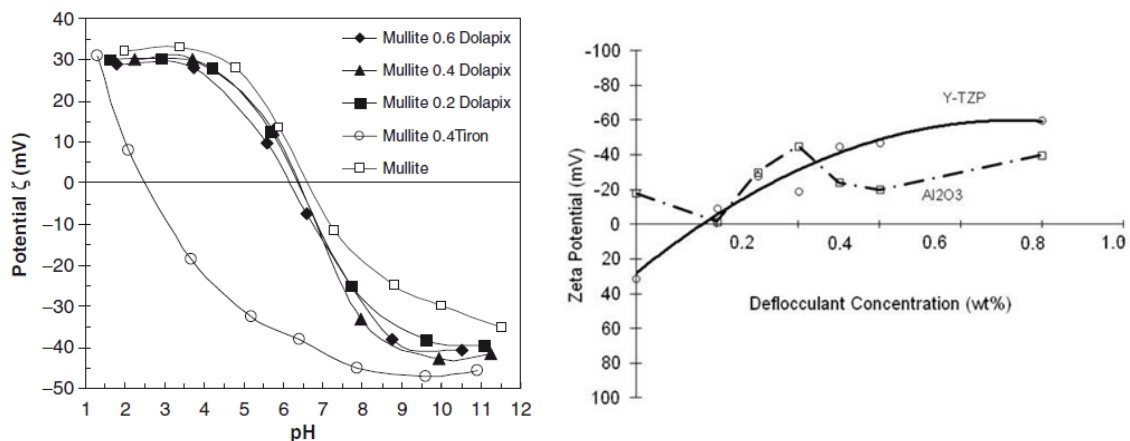 40
30
20
10
0
−10
−20
−30
−40
−50
Potential ζ (mV)
1 2 3 4 5 6 7 8 9 10 11 12
pH
Mullite 0.6 Dolapix
Mullite 0.4 Dolapix
Mullite 0.2 Dolapix
Mullite 0.4Tiron
Mullite
-100
-80
-60
-40
-20
0
20
40
60
80
100
Zeta Potential (mV)
Y-TZP
Al2O3
0.2 0.4 0.6 0.8 1.0
Deflocculant Concentration (wt%)